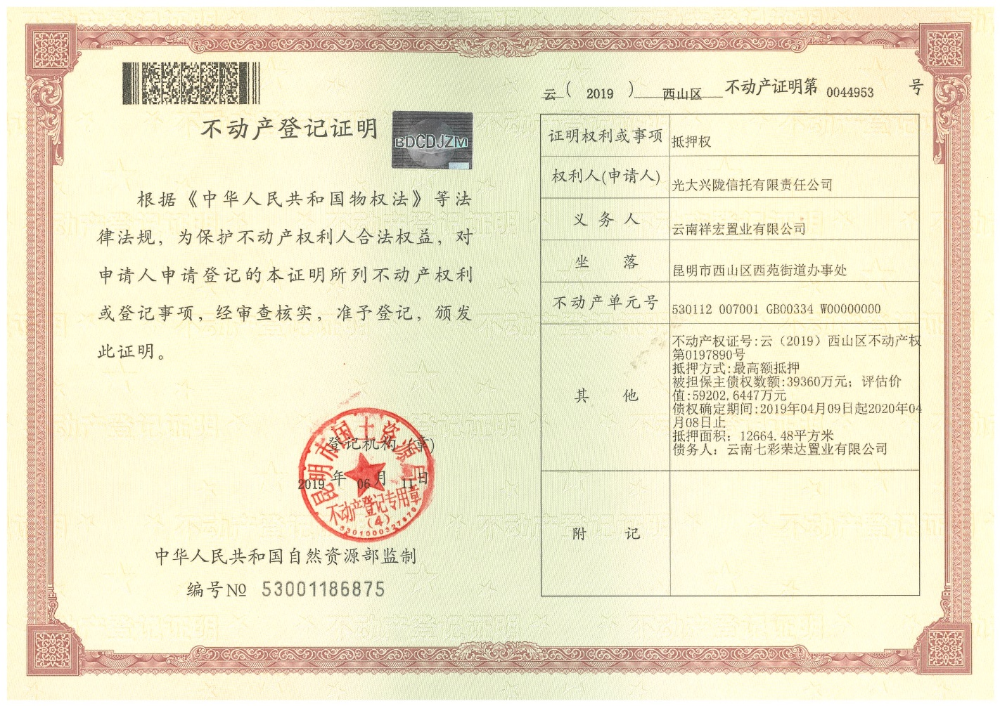 不动产登记证明
BDCDJZM
根据《中华人民共和国物权法》等法
律法规，为保护不动产权利人合法权益，对
申请人申请登记的本证明所列不动产权利
或登记事项，经审查核实，准予登记，颁发
此证明。
登记机构（章）
2019 年 06 月 11 日
昆明市国土资源局
不动产登记专用章
（4）
中华人民共和国自然资源部监制
编号№ 53001186875
云（ 2019 ） 西山区 不动产证明第 0044953 号
证明权利或事项 抵押权
权利人(申请人) 光大兴陇信托有限责任公司
义务人 云南祥宏置业有限公司
坐落 昆明市西山区西苑街道办事处
不动产单元号 530112 007001 GB00334 W00000000
其他
不动产权证号:云（2019）西山区不动产权
第0197890号
抵押方式:最高额抵押
被担保主债权数额:39360万元；评估价
值:59202.6447万元
债权确定期间:2019年04月09日起2020年04
月08日止
抵押面积：12664.48平方米
债务人：云南七彩荣达置业有限公司
附记